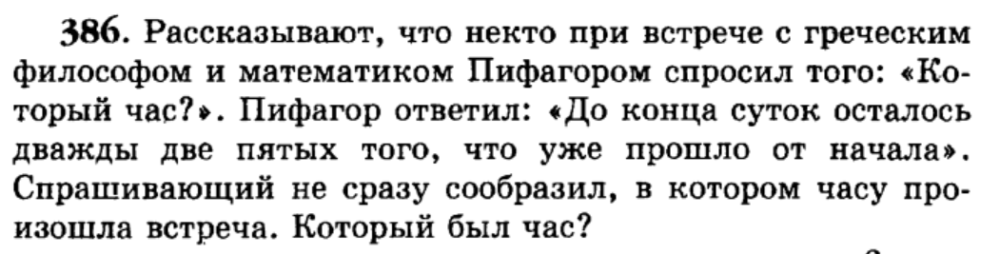 386. Рассказывают, что некто при встрече с греческим
философом и математиком Пифагором спросил того: «Ко-
торый час?». Пифагор ответил: «До конца суток осталось
дважды две пятых того, что уже прошло от начала».
Спрашивающий не сразу сообразил, в котором часу про-
изошла встреча. Который был час?